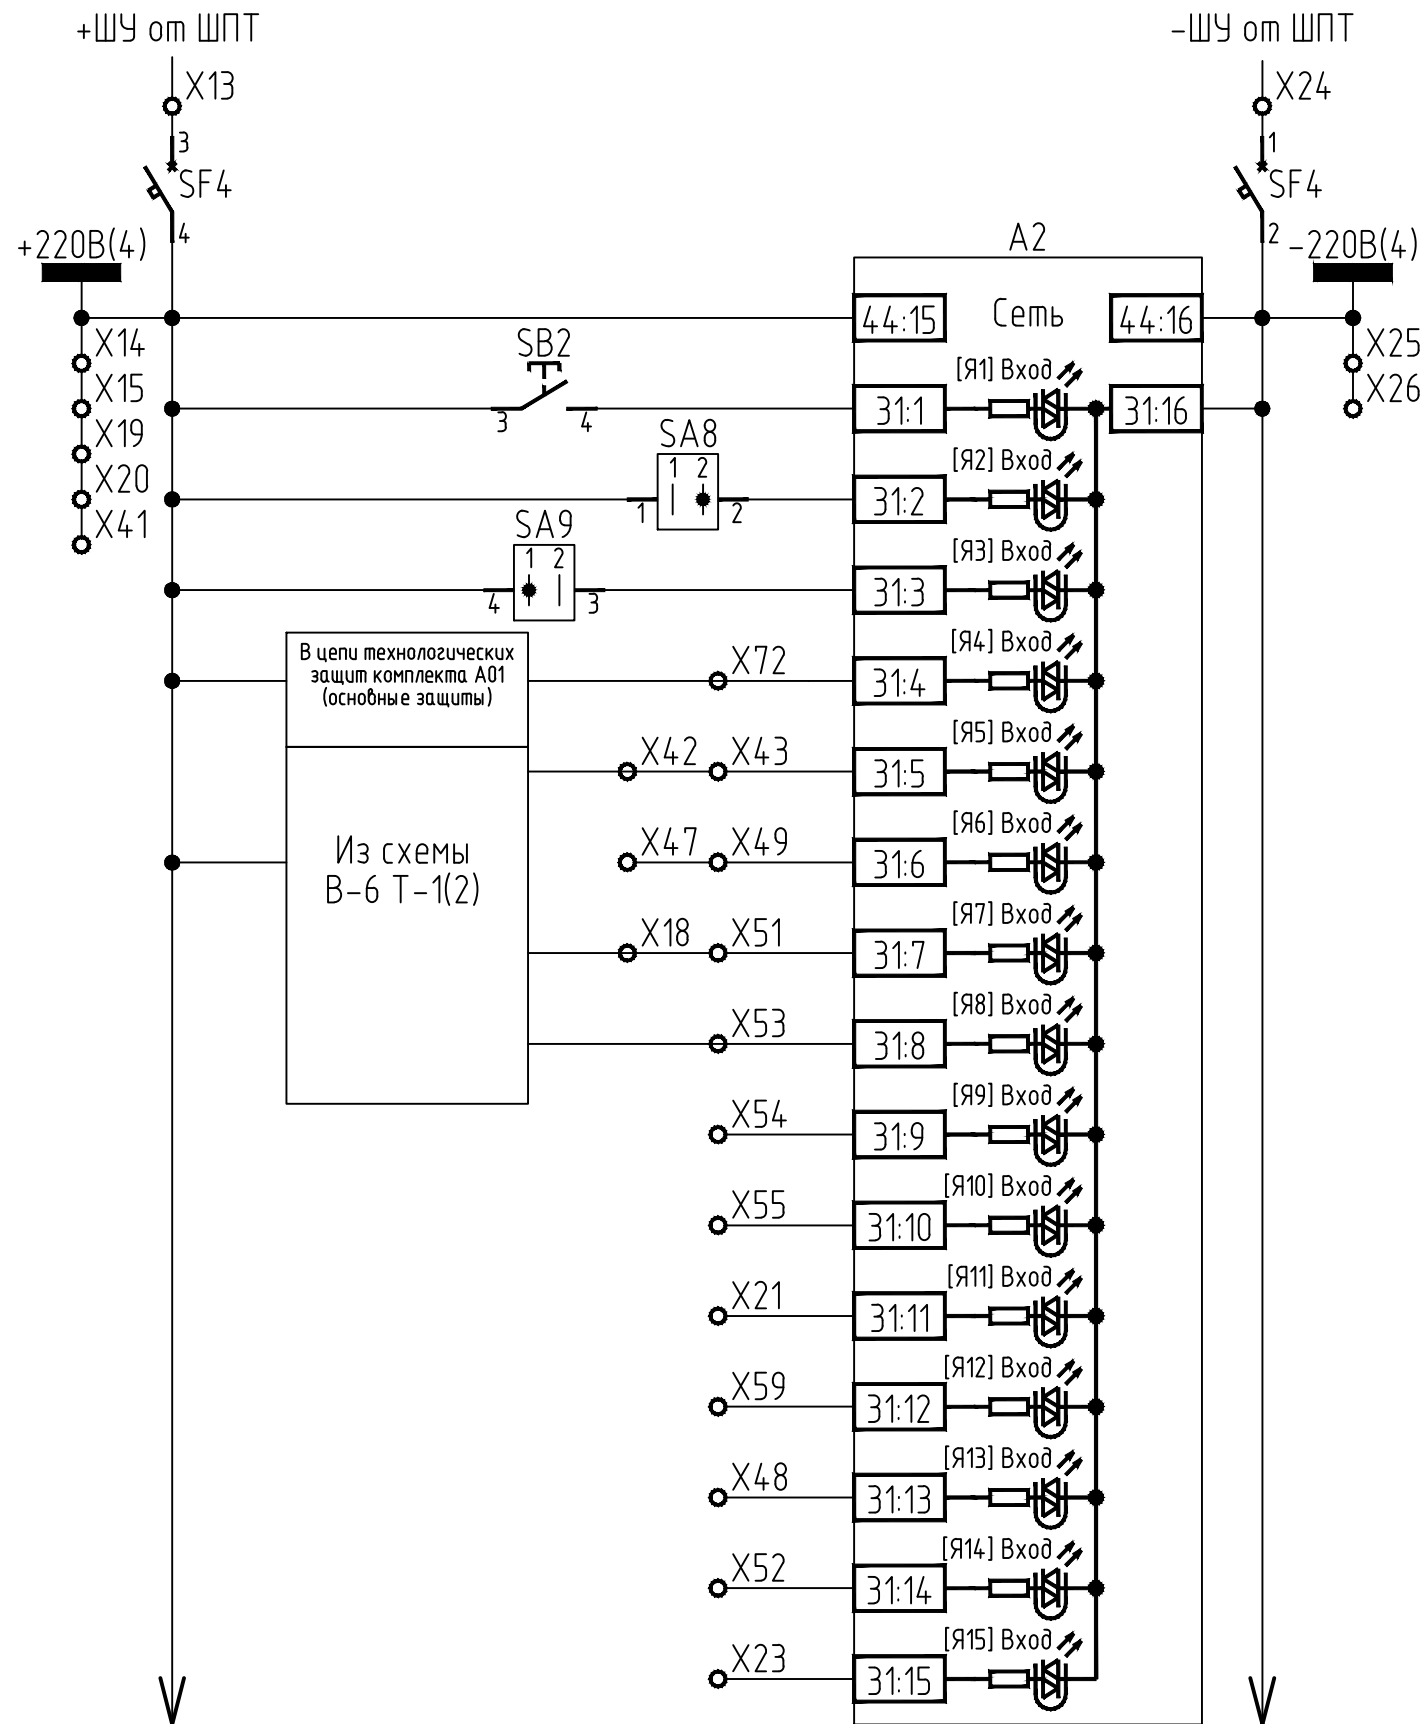 +ШУ от ШПТ
-ШУ от ШПТ
X13
X24
3
1
SF4
SF4
4
2
+220В(4)
-220В(4)
A2
44:15
Сеть
44:16
X14
X25
X15
X26
X19
X20
X41
SB2
3
4
[Я1] Вход
31:1
31:16
SA8
1 2
1
2
[Я2] Вход
31:2
SA9
1 2
4
3
[Я3] Вход
31:3
В цепи технологических
защит комплекта А01
(основные защиты)
X72
[Я4] Вход
31:4
X42
X43
[Я5] Вход
31:5
Из схемы
В-6 Т-1(2)
X47
X49
[Я6] Вход
31:6
X18
X51
[Я7] Вход
31:7
X53
[Я8] Вход
31:8
X54
[Я9] Вход
31:9
X55
[Я10] Вход
31:10
X21
[Я11] Вход
31:11
X59
[Я12] Вход
31:12
X48
[Я13] Вход
31:13
X52
[Я14] Вход
31:14
X23
[Я15] Вход
31:15